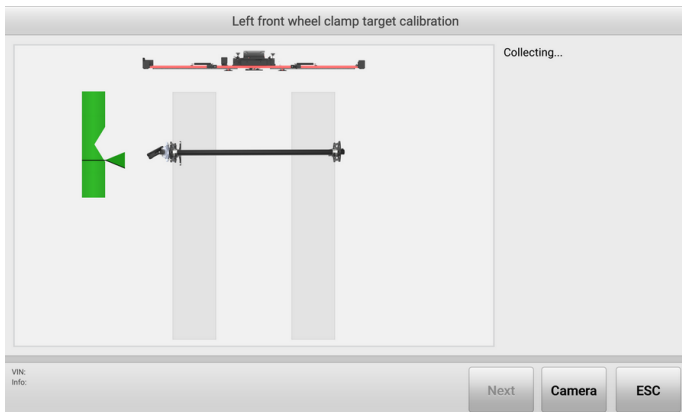 Left front wheel clamp target calibration
Collecting...
VIN:
Info:
Next
Camera
ESC